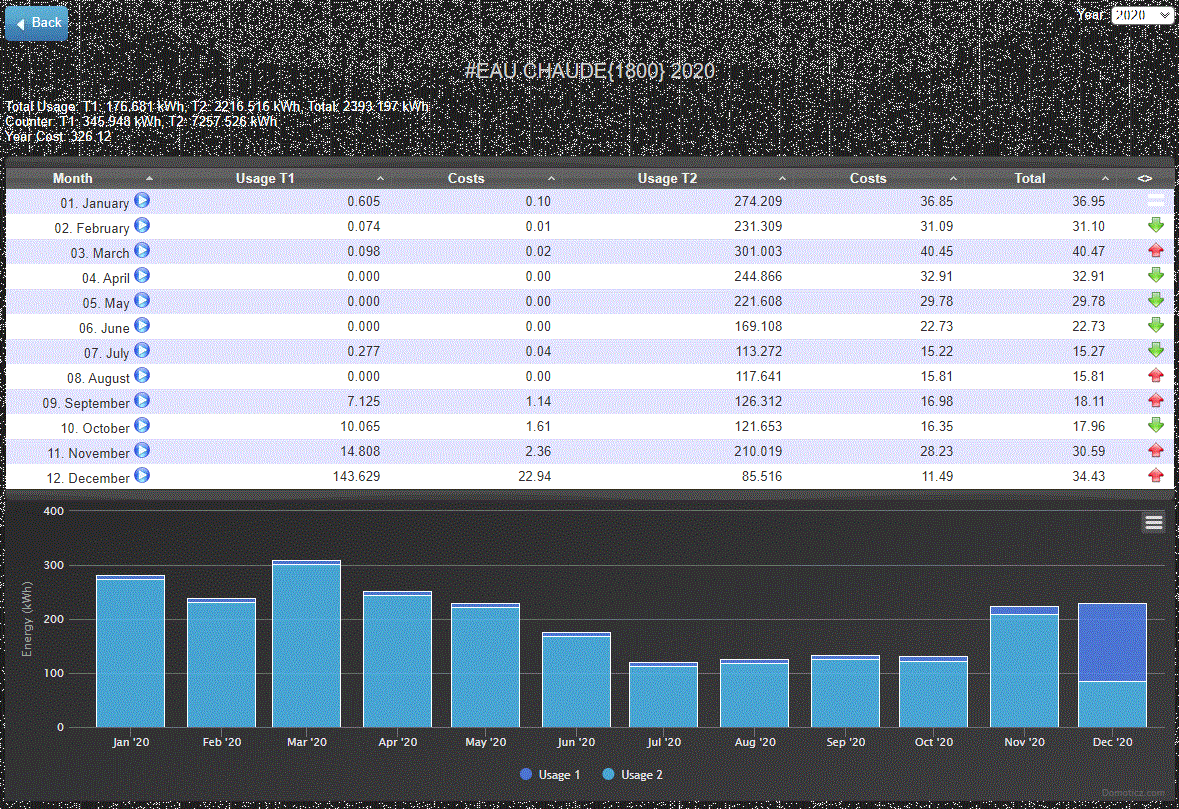 Back
Year: 2020
#EAU CHAUDE{1800} 2020
Total Usage: T1: 176.681 kWh, T2: 2216.516 kWh, Total: 2393.197 kWh
Counter: T1: 345.948 kWh, T2: 7257.526 kWh
Year Cost: 326.12
Month Usage T1 Costs Usage T2 Costs Total <>
01. January 0.605 0.10 274.209 36.85 36.95
02. February 0.074 0.01 231.309 31.09 31.10
03. March 0.098 0.02 301.003 40.45 40.47
04. April 0.000 0.00 244.866 32.91 32.91
05. May 0.000 0.00 221.608 29.78 29.78
06. June 0.000 0.00 169.108 22.73 22.73
07. July 0.277 0.04 113.272 15.22 15.27
08. August 0.000 0.00 117.641 15.81 15.81
09. September 7.125 1.14 126.312 16.98 18.11
10. October 10.065 1.61 121.653 16.35 17.96
11. November 14.808 2.36 210.019 28.23 30.59
12. December 143.629 22.94 85.516 11.49 34.43
400
300
200
100
0
Energy (kWh)
Jan '20 Feb '20 Mar '20 Apr '20 May '20 Jun '20 Jul '20 Aug '20 Sep '20 Oct '20 Nov '20 Dec '20
Usage 1 Usage 2
Domoticz.com